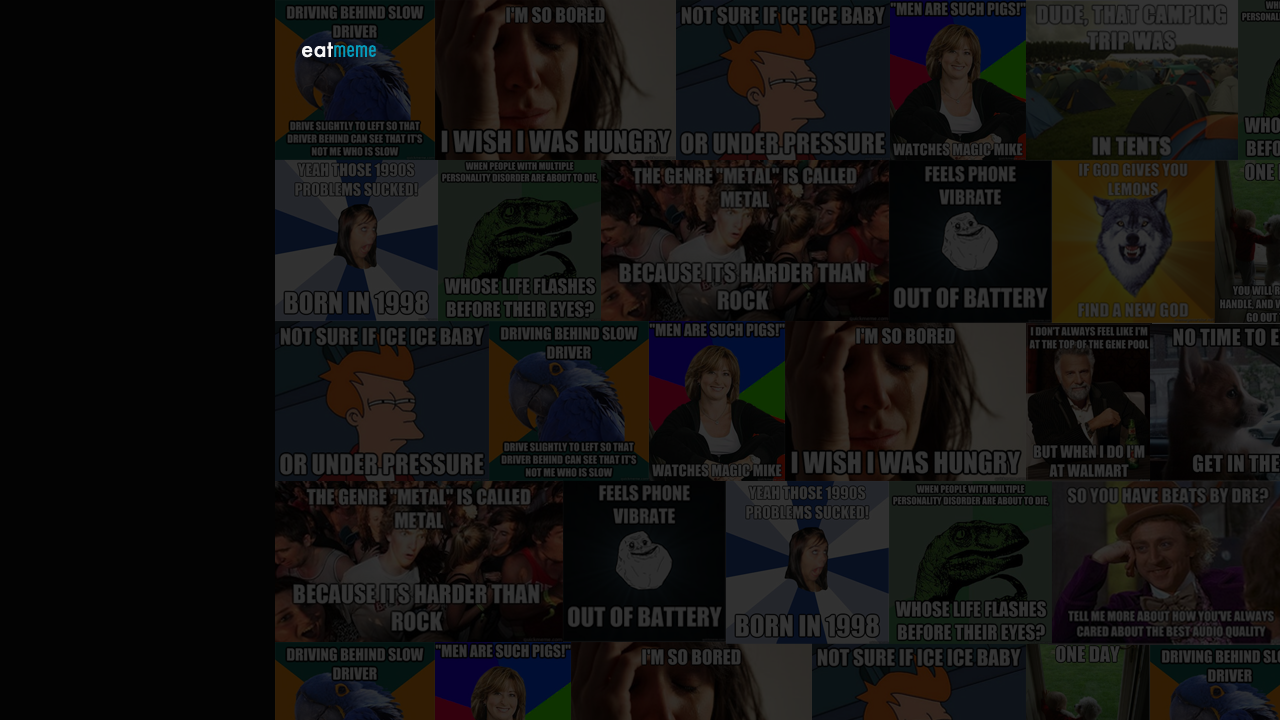 DRIVING BEHIND SLOW
DRIVER
DRIVE SLIGHTLY TO LEFT SO THAT
DRIVER BEHIND CAN SEE THAT IT'S
NOT ME WHO IS SLOW
eatmeme
I'M SO BORED
I WISH I WAS HUNGRY
NOT SURE IF ICE ICE BABY
OR UNDER PRESSURE
"MEN ARE SUCH PIGS!"
WATCHES MAGIC MIKE
DUDE, THAT CAMPING
TRIP WAS
IN TENTS
YEAH THOSE 1990S
PROBLEMS SUCKED!
BORN IN 1998
WHEN PEOPLE WITH MULTIPLE
PERSONALITY DISORDER ARE ABOUT TO DIE,
WHOSE LIFE FLASHES
BEFORE THEIR EYES?
THE GENRE "METAL" IS CALLED
METAL
BECAUSE ITS HARDER THAN
ROCK
FEELS PHONE
VIBRATE
OUT OF BATTERY
IF GOD GIVES YOU
LEMONS
FIND A NEW GOD
ONE
YOU WILL
HANDLE, AND
GO OUT
NOT SURE IF ICE ICE BABY
OR UNDER PRESSURE
DRIVING BEHIND SLOW
DRIVER
DRIVE SLIGHTLY TO LEFT SO THAT
DRIVER BEHIND CAN SEE THAT IT'S
NOT ME WHO IS SLOW
"MEN ARE SUCH PIGS!"
WATCHES MAGIC MIKE
I'M SO BORED
I WISH I WAS HUNGRY
I DON'T ALWAYS FEEL LIKE I'M
AT THE TOP OF THE GENE POOL
BUT WHEN I DO I'M
AT WALMART
NO TIME TO E
GET IN THE
THE GENRE "METAL" IS CALLED
METAL
BECAUSE ITS HARDER THAN
ROCK
FEELS PHONE
VIBRATE
OUT OF BATTERY
YEAH THOSE 1990S
PROBLEMS SUCKED!
BORN IN 1998
WHEN PEOPLE WITH MULTIPLE
PERSONALITY DISORDER ARE ABOUT TO DIE,
WHOSE LIFE FLASHES
BEFORE THEIR EYES?
SO YOU HAVE BEATS BY DRE?
TELL ME MORE ABOUT HOW YOU'VE ALWAYS
CARED ABOUT THE BEST AUDIO QUALITY
DRIVING BEHIND SLOW
DRIVER
"MEN ARE SUCH PIGS!"
I'M SO BORED
NOT SURE IF ICE ICE BABY
ONE DAY
DRIVING BEHIND SLO
DRIVER